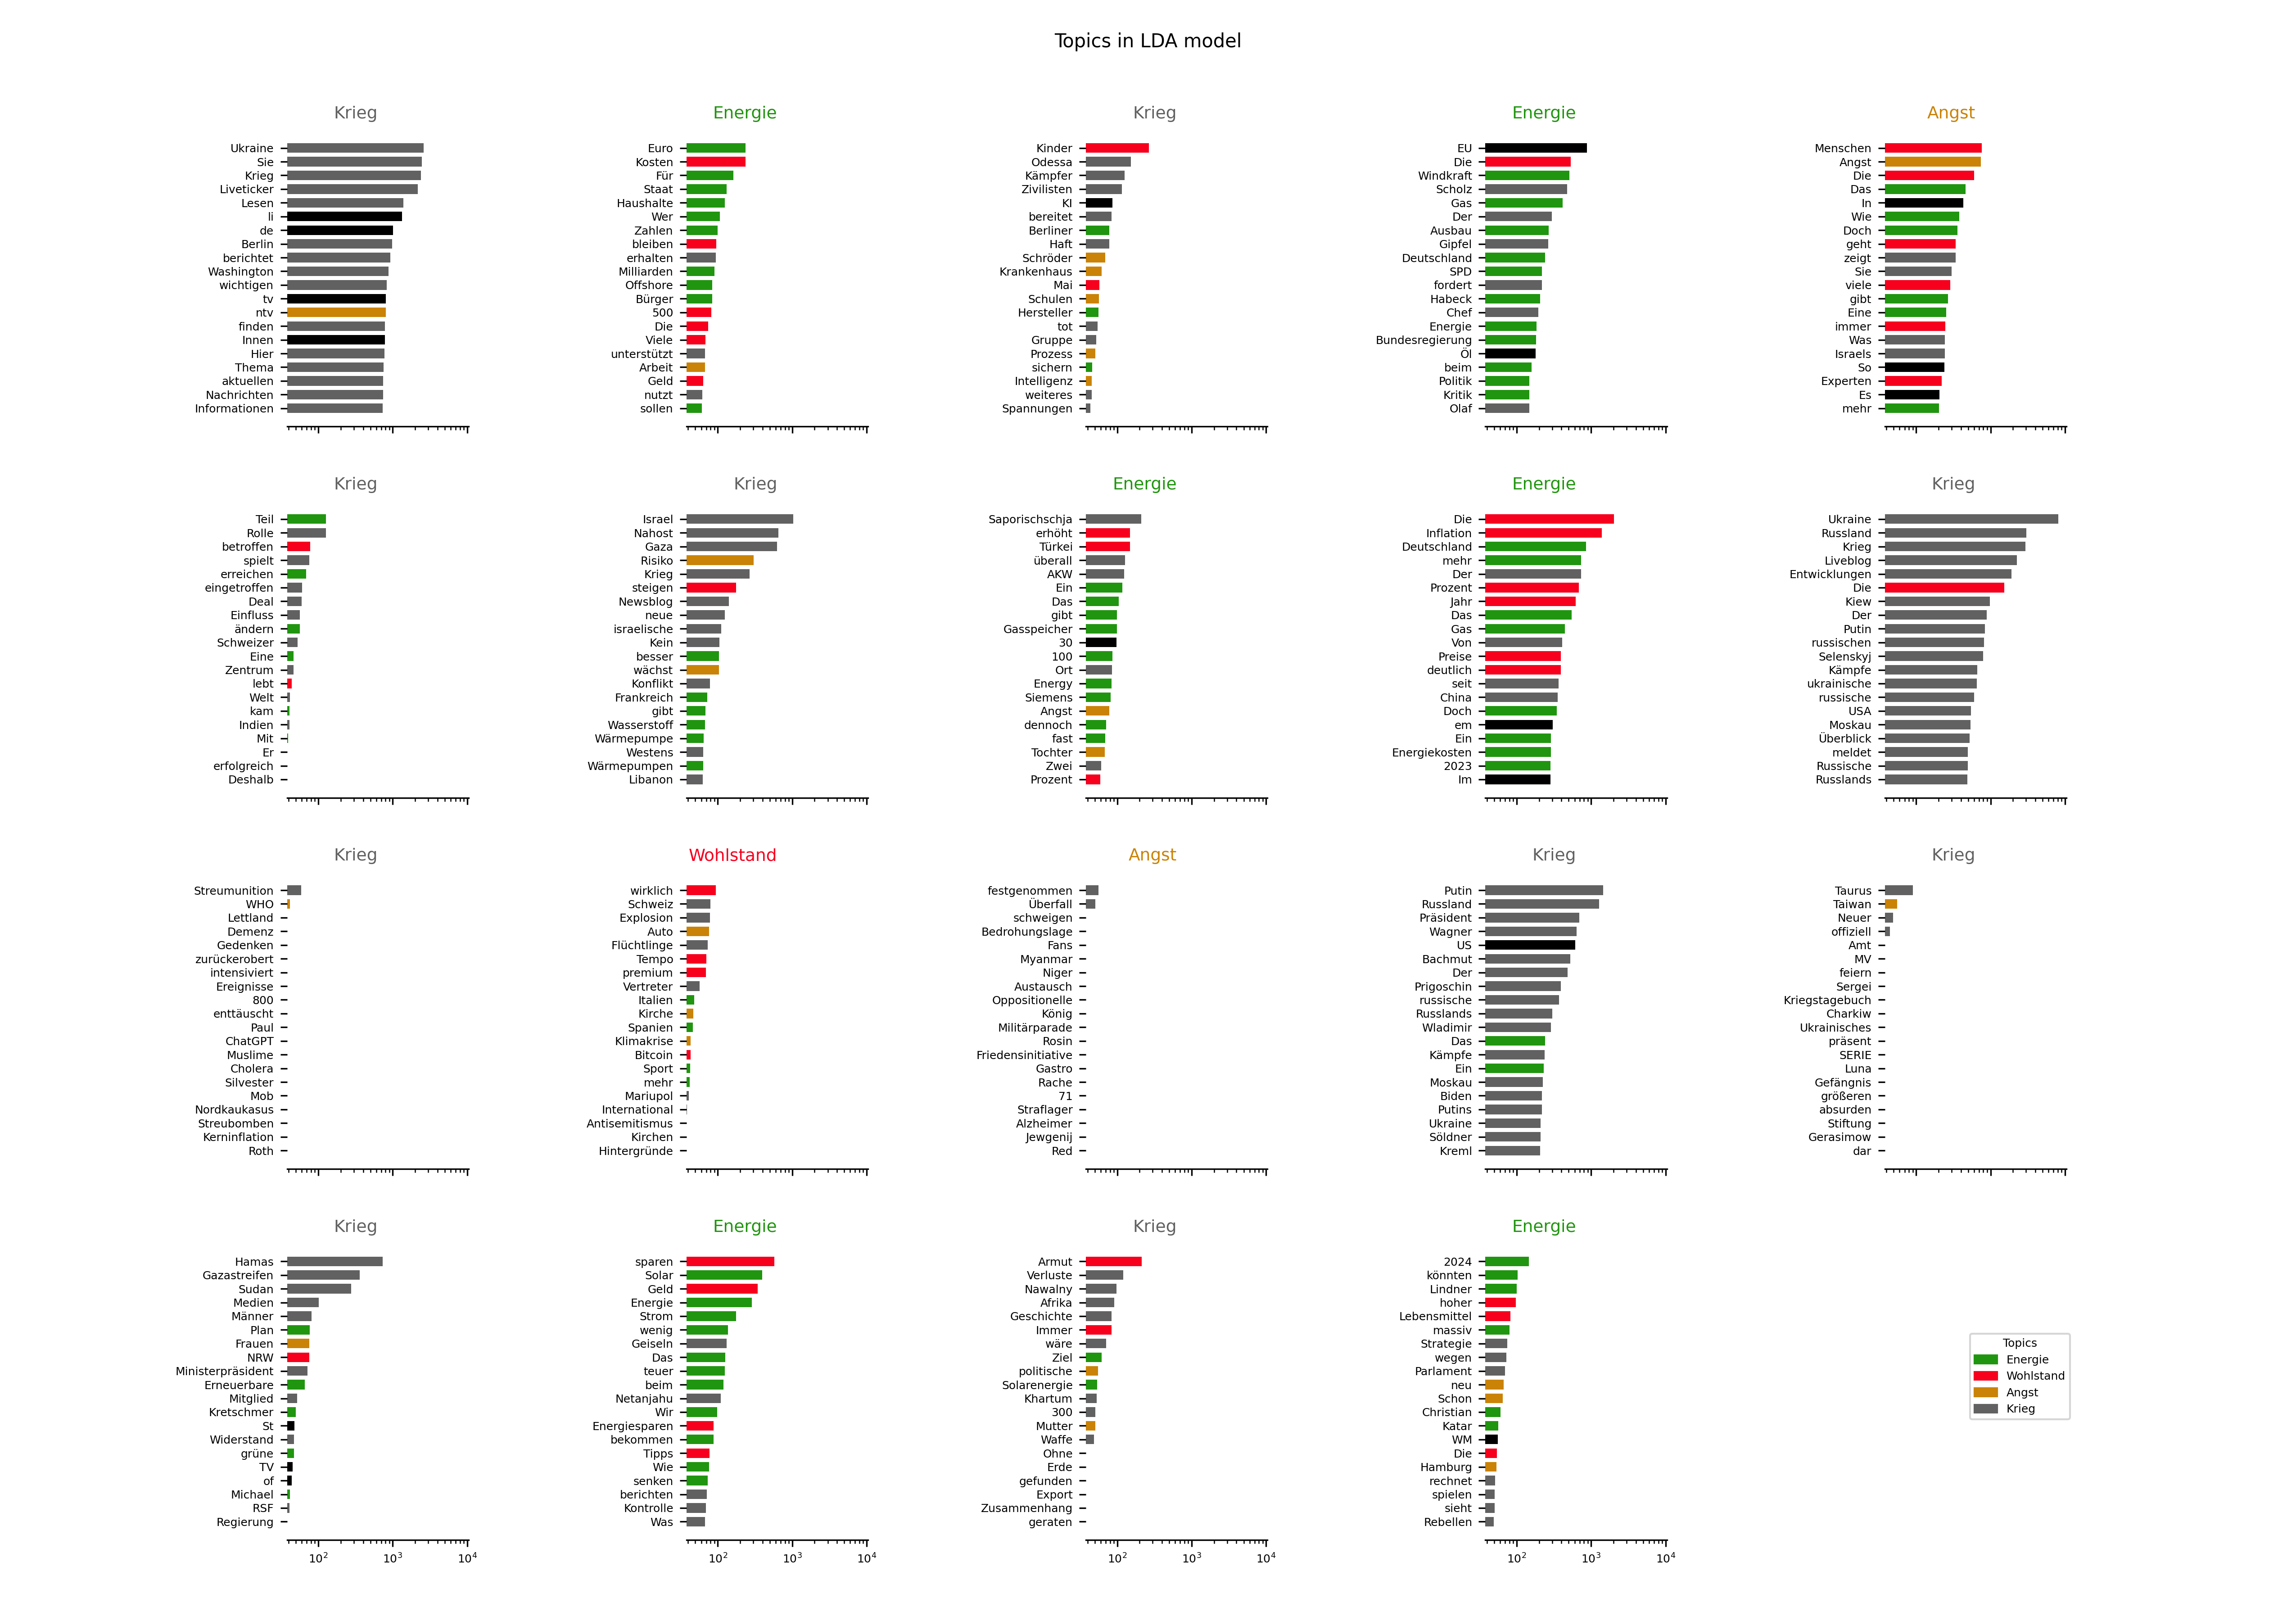 Topics in LDA model
Krieg
Ukraine
Sie
Krieg
Liveticker
Lesen
li
de
Berlin
berichtet
Washington
wichtigen
tv
ntv
finden
Innen
Hier
Thema
aktuellen
Nachrichten
Informationen
Energie
Euro
Kosten
Für
Staat
Haushalte
Wer
Zahlen
bleiben
erhalten
Milliarden
Offshore
Bürger
500
Die
Viele
unterstützt
Arbeit
Geld
nutzt
sollen
Krieg
Kinder
Odessa
Kämpfer
Zivilisten
KI
bereitet
Berliner
Haft
Schröder
Krankenhaus
Mai
Schulen
Hersteller
tot
Gruppe
Prozess
sichern
Intelligenz
weiteres
Spannungen
Energie
EU
Die
Windkraft
Scholz
Gas
Der
Ausbau
Gipfel
Deutschland
SPD
fordert
Habeck
Chef
Energie
Bundesregierung
Öl
beim
Politik
Kritik
Olaf
Angst
Menschen
Angst
Die
Das
In
Wie
Doch
geht
zeigt
Sie
viele
gibt
Eine
immer
Was
Israels
So
Experten
Es
mehr
Krieg
Teil
Rolle
betroffen
spielt
erreichen
eingetroffen
Deal
Einfluss
ändern
Schweizer
Eine
Zentrum
lebt
Welt
kam
Indien
Mit
Er
erfolgreich
Deshalb
Krieg
Israel
Nahost
Gaza
Risiko
Krieg
steigen
Newsblog
neue
israelische
Kein
besser
wächst
Konflikt
Frankreich
gibt
Wasserstoff
Wärmepumpe
Westens
Wärmepumpen
Libanon
Energie
Saporischschja
erhöht
Türkei
überall
AKW
Ein
Das
gibt
Gasspeicher
30
100
Ort
Energy
Siemens
Angst
dennoch
fast
Tochter
Zwei
Prozent
Energie
Die
Inflation
Deutschland
mehr
Der
Prozent
Jahr
Das
Gas
Von
Preise
deutlich
seit
China
Doch
em
Ein
Energiekosten
2023
Im
Krieg
Ukraine
Russland
Krieg
Liveblog
Entwicklungen
Die
Kiew
Der
Putin
russischen
Selenskyj
Kämpfe
ukrainische
russische
USA
Moskau
Überblick
meldet
Russische
Russlands
Krieg
Streumunition
WHO
Lettland
Demenz
Gedenken
zurückerobert
intensiviert
Ereignisse
800
enttäuscht
Paul
ChatGPT
Muslime
Cholera
Silvester
Mob
Nordkaukasus
Streubomben
Kerninflation
Roth
Wohlstand
wirklich
Schweiz
Explosion
Auto
Flüchtlinge
Tempo
premium
Vertreter
Italien
Kirche
Spanien
Klimakrise
Bitcoin
Sport
mehr
Mariupol
International
Antisemitismus
Kirchen
Hintergründe
Angst
festgenommen
Überfall
schweigen
Bedrohungslage
Fans
Myanmar
Niger
Austausch
Oppositionelle
König
Militärparade
Rosin
Friedensinitiative
Gastro
Rache
71
Straflager
Alzheimer
Jewgenij
Red
Krieg
Putin
Russland
Präsident
Wagner
US
Bachmut
Der
Prigoschin
russische
Russlands
Wladimir
Das
Kämpfe
Ein
Moskau
Biden
Putins
Ukraine
Söldner
Kreml
Krieg
Taurus
Taiwan
Neuer
offiziell
Amt
MV
feiern
Sergei
Kriegstagebuch
Charkiw
Ukrainisches
präsent
SERIE
Luna
Gefängnis
größeren
absurden
Stiftung
Gerasimow
dar
Krieg
Hamas
Gazastreifen
Sudan
Medien
Männer
Plan
Frauen
NRW
Ministerpräsident
Erneuerbare
Mitglied
Kretschmer
St
Widerstand
grüne
TV
of
Michael
RSF
Regierung
10² 10³ 10⁴
Energie
sparen
Solar
Geld
Energie
Strom
wenig
Geiseln
Das
teuer
beim
Netanjahu
Wir
Energiesparen
bekommen
Tipps
Wie
senken
berichten
Kontrolle
Was
10² 10³ 10⁴
Krieg
Armut
Verluste
Nawalny
Afrika
Geschichte
Immer
wäre
Ziel
politische
Solarenergie
Khartum
300
Mutter
Waffe
Ohne
Erde
gefunden
Export
Zusammenhang
geraten
10² 10³ 10⁴
Energie
2024
könnten
Lindner
hoher
Lebensmittel
massiv
Strategie
wegen
Parlament
neu
Schon
Christian
Katar
WM
Die
Hamburg
rechnet
spielen
sieht
Rebellen
10² 10³ 10⁴
Topics
Energie
Wohlstand
Angst
Krieg